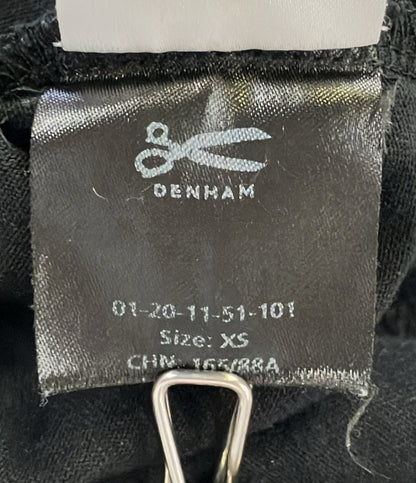 DENHAM
01-20-11-51-101
Size: XS
CHN: 165/88A